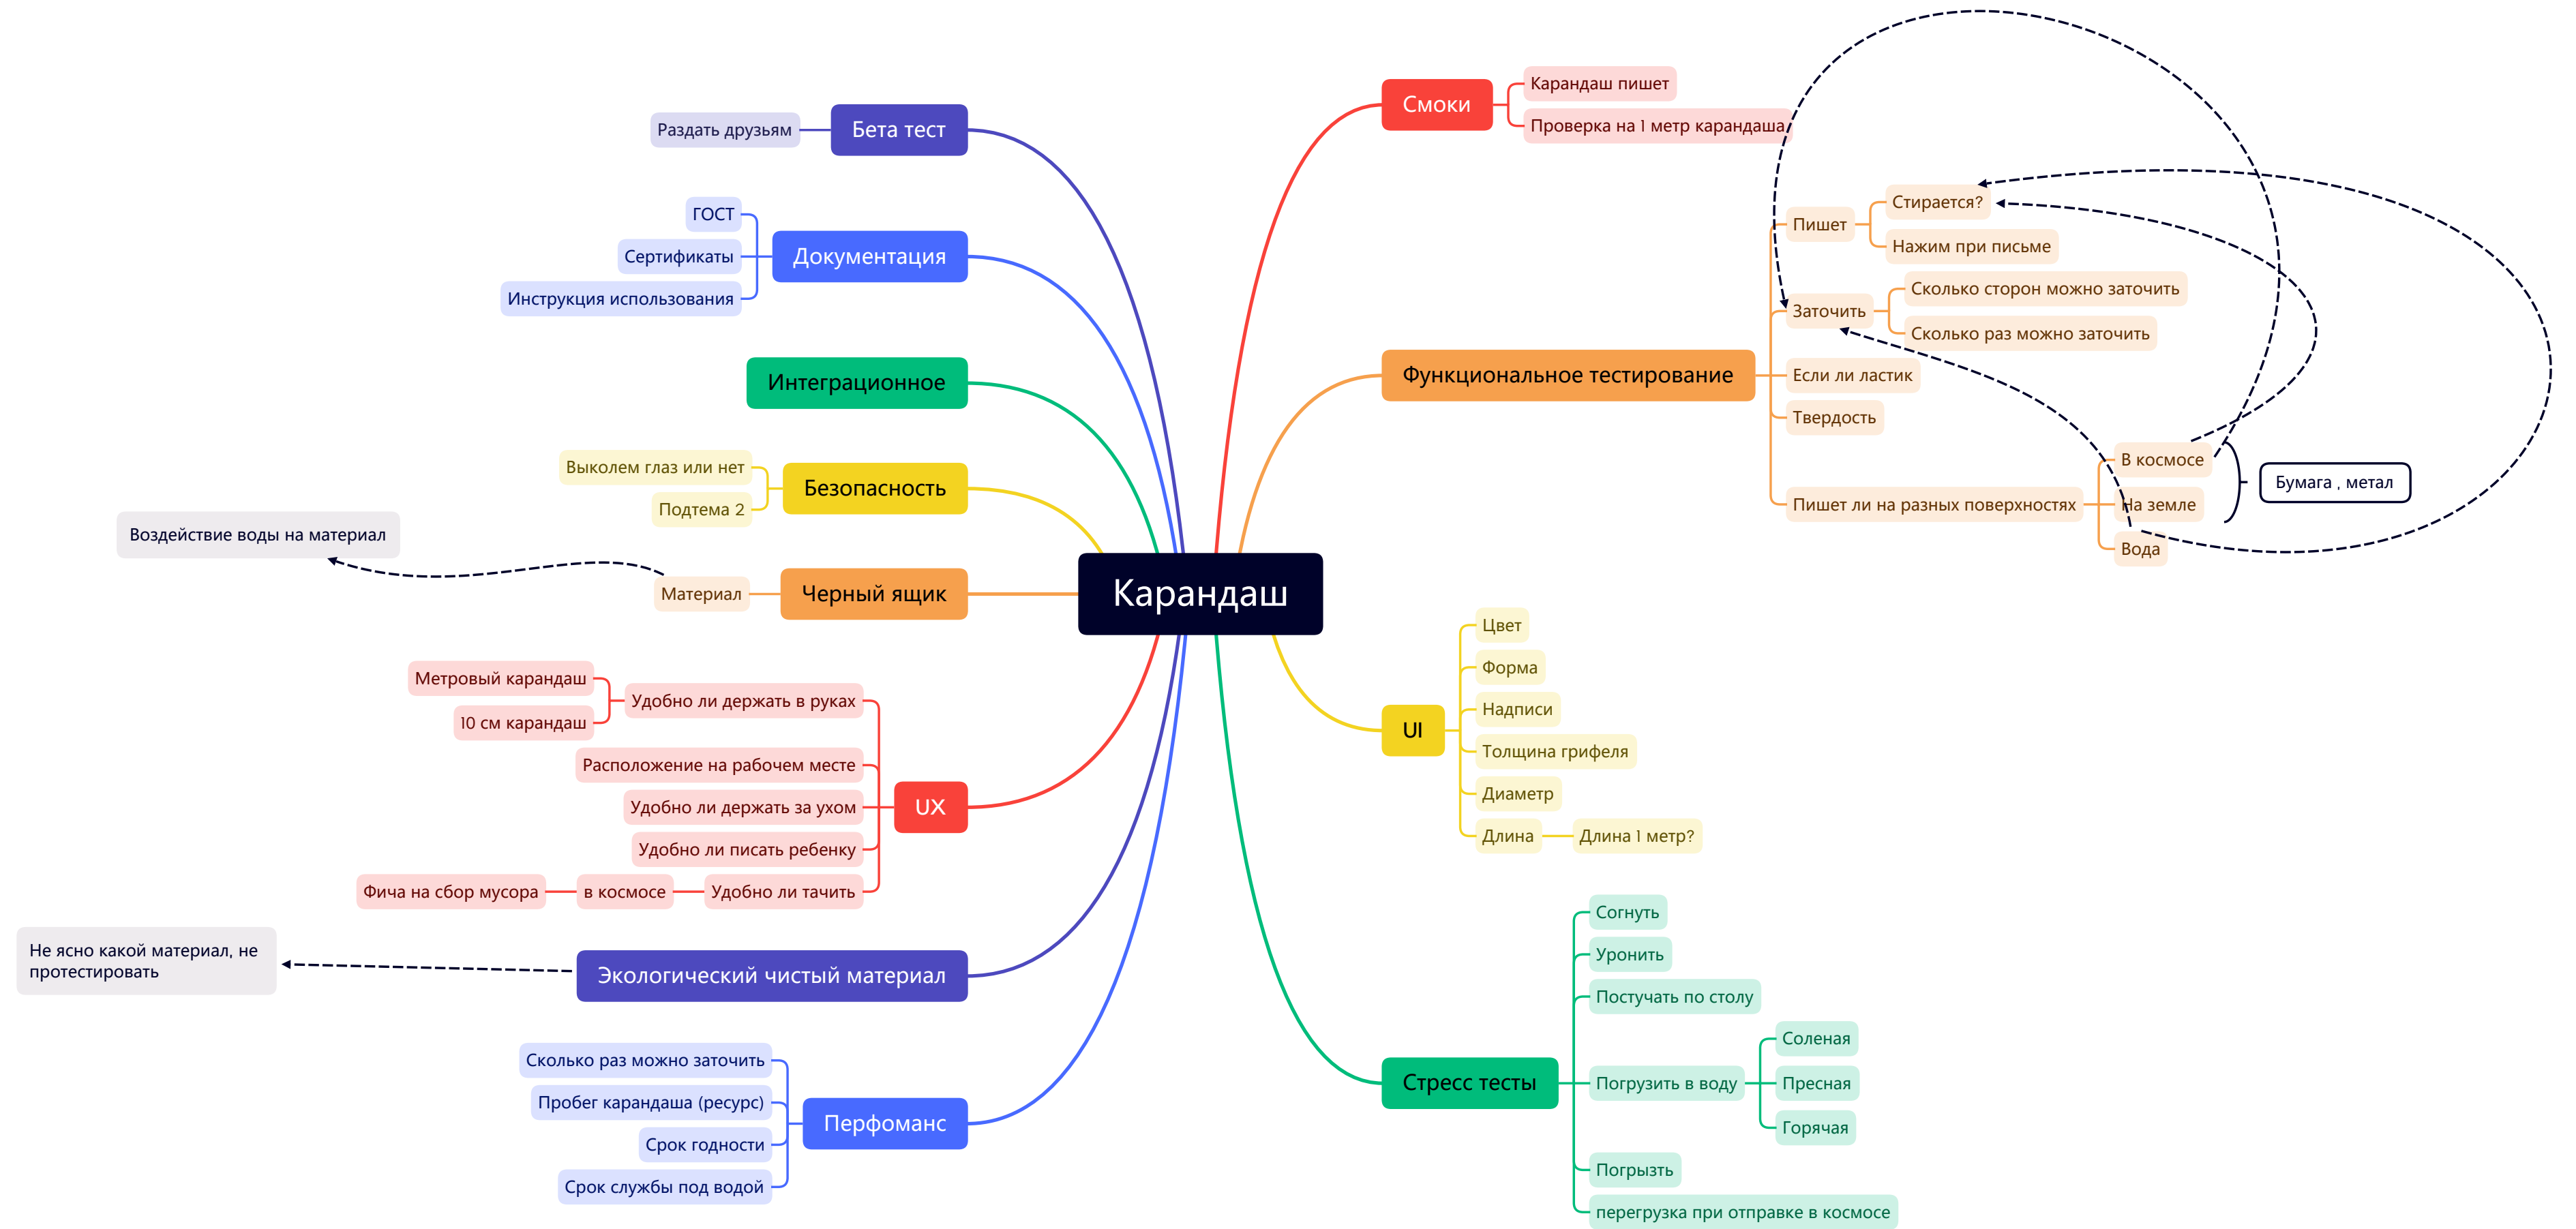 Карандаш
Смоки
Карандаш пишет
Проверка на 1 метр карандаша
Функциональное тестирование
Пишет
Стирается?
Нажим при письме
Заточить
Сколько сторон можно заточить
Сколько раз можно заточить
Если ли ластик
Твердость
Пишет ли на разных поверхностях
В космосе
На земле
Вода
Бумага , метал
UI
Цвет
Форма
Надписи
Толщина грифеля
Диаметр
Длина
Длина 1 метр?
Стресс тесты
Согнуть
Уронить
Постучать по столу
Погрузить в воду
Соленая
Пресная
Горячая
Погрызть
перегрузка при отправке в космосе
Бета тест
Раздать друзьям
Документация
ГОСТ
Сертификаты
Инструкция использования
Интеграционное
Безопасность
Выколем глаз или нет
Подтема 2
Черный ящик
Материал
Воздействие воды на материал
UX
Удобно ли держать в руках
Метровый карандаш
10 см карандаш
Расположение на рабочем месте
Удобно ли держать за ухом
Удобно ли писать ребенку
Удобно ли тачить
в космосе
Фича на сбор мусора
Экологический чистый материал
Не ясно какой материал, не
протестировать
Перфоманс
Сколько раз можно заточить
Пробег карандаша (ресурс)
Срок годности
Срок службы под водой